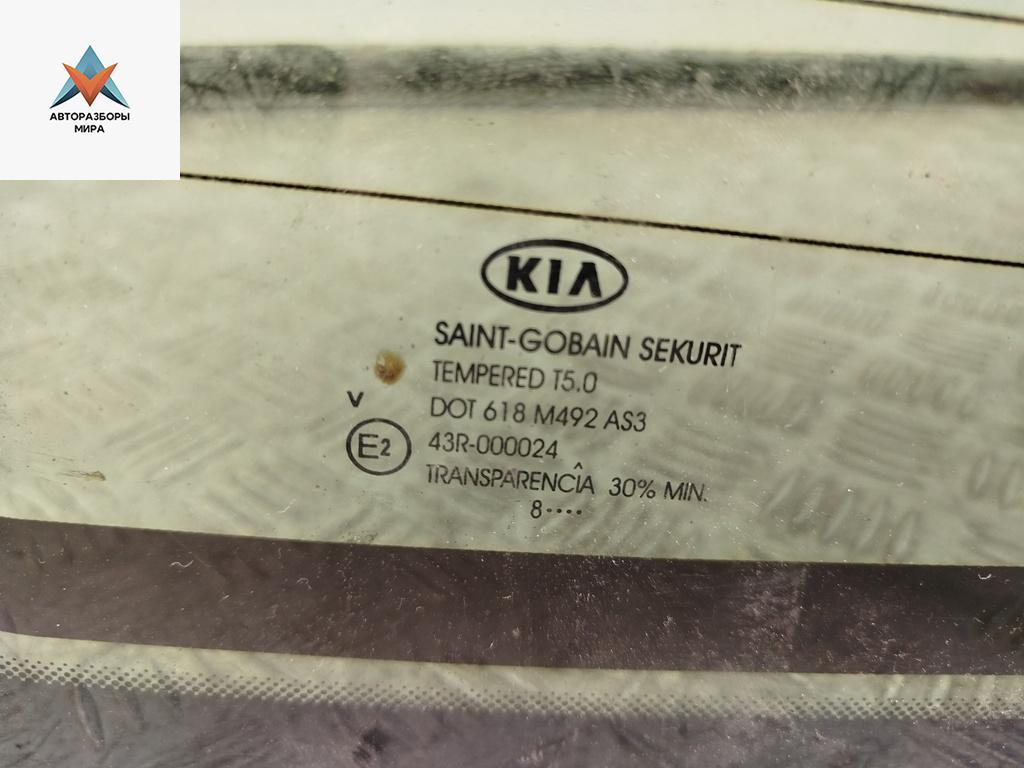 АВТОРАЗБОРЫ
МИРА
KIA
SAINT-GOBAIN SEKURIT
TEMPERED T5.0
DOT 618 M492 AS3
V
E2
43R-000024
TRANSPARENCÎA 30% MIN.
8····